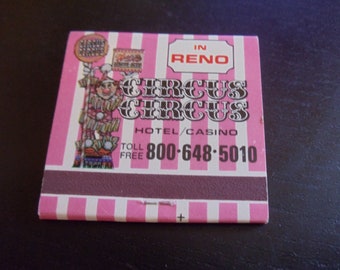 IN
RENO
CIRCUS
CIRCUS
HOTEL/CASINO
TOLL
FREE 800·648·5010